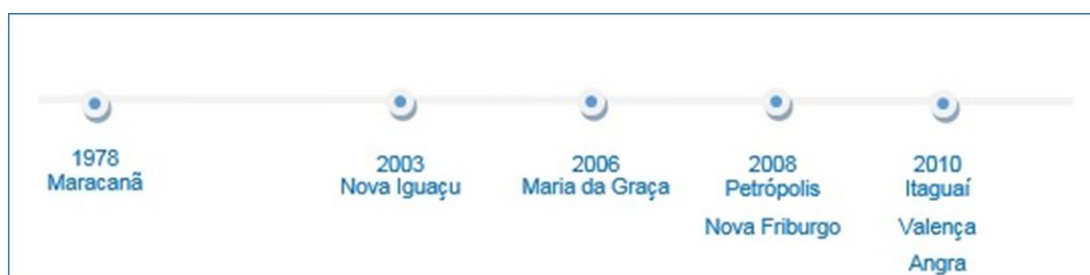 1978
Maracanã
2003
Nova Iguaçu
2006
Maria da Graça
2008
Petrópolis
Nova Friburgo
2010
Itaguaí
Valença
Angra